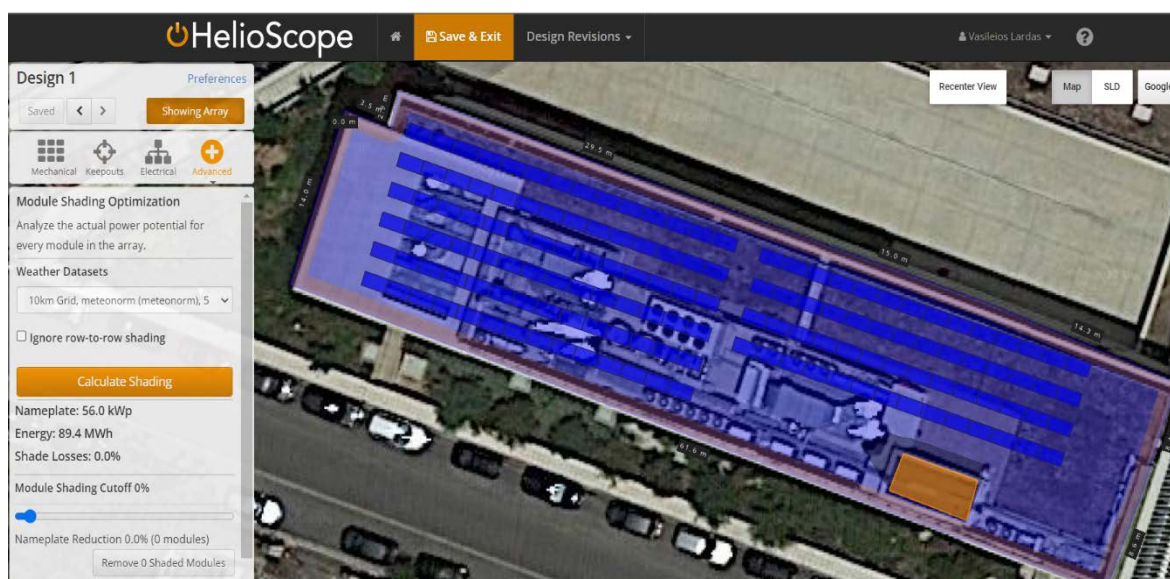 HelioScope
Save & Exit
Design Revisions
Vasileios Lardas
?
Design 1
Preferences
Saved
Showing Array
Mechanical
Keepouts
Electrical
Advanced
Module Shading Optimization
Analyze the actual power potential for
every module in the array.
Weather Datasets
10km Grid, meteonorm (meteonorm), 5
Ignore row-to-row shading
Calculate Shading
Nameplate: 56.0 kWp
Energy: 89.4 MWh
Shade Losses: 0.0%
Module Shading Cutoff 0%
Nameplate Reduction 0.0% (0 modules)
Remove 0 Shaded Modules
Recenter View
Map
SLD
Google
3.5 m
0.0 m
29.5 m
14.0 m
15.0 m
14.3 m
61.6 m